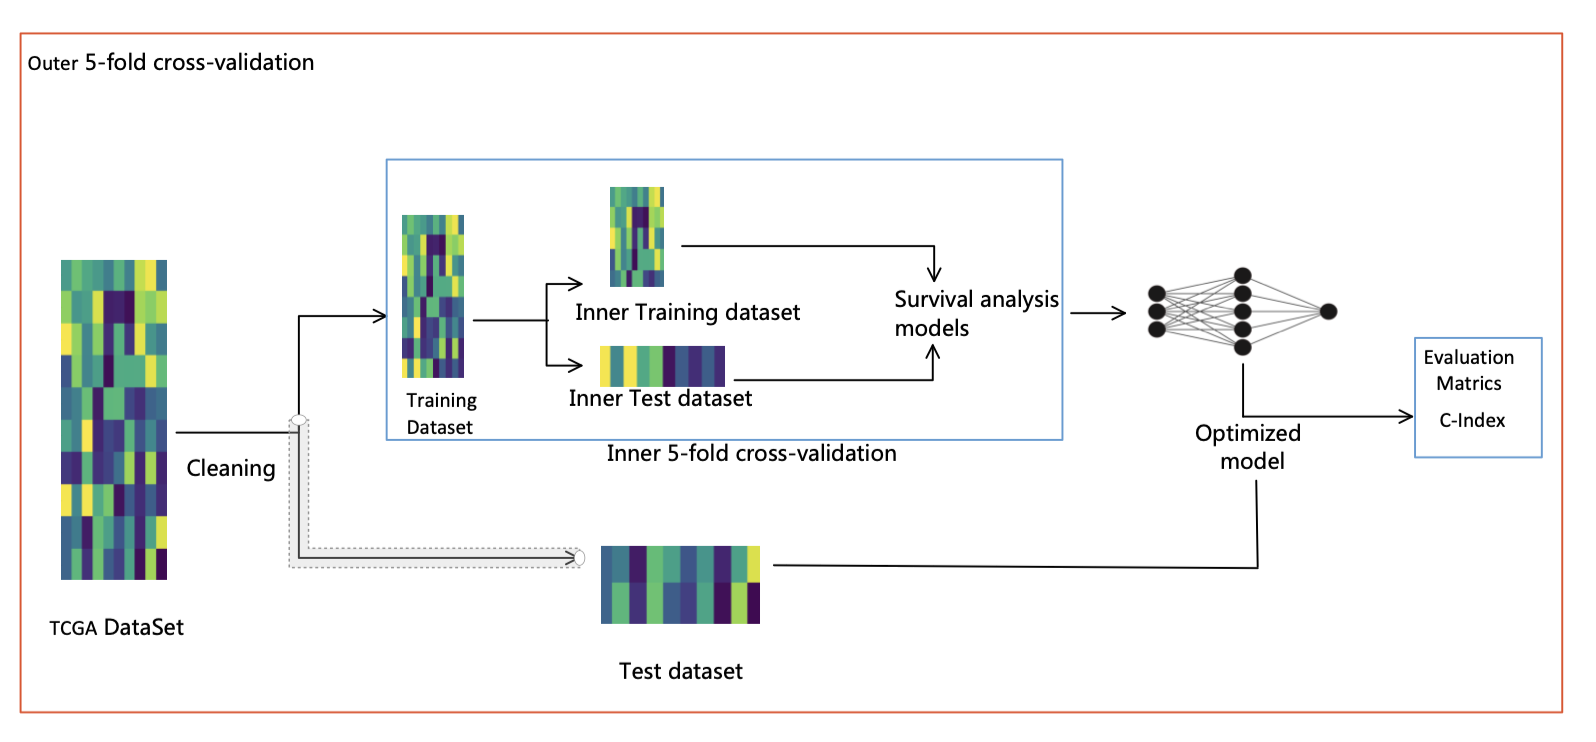 Outer 5-fold cross-validation
Inner Training dataset
Survival analysis
models
Inner Test dataset
Training
Dataset
Inner 5-fold cross-validation
Cleaning
TCGA DataSet
Test dataset
Optimized
model
Evaluation
Matrics
C-Index